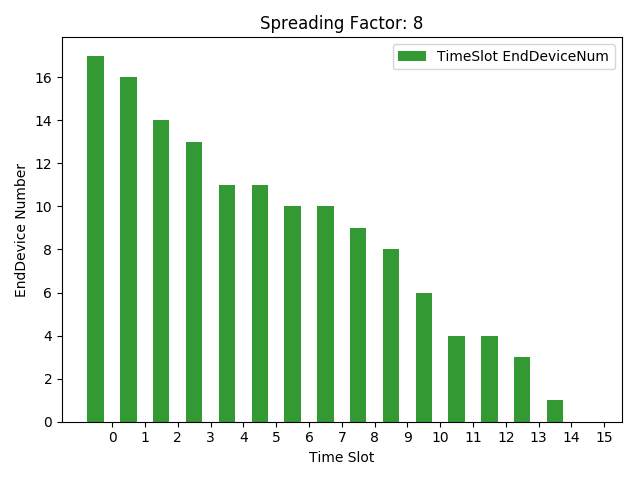 Spreading Factor: 8
TimeSlot EndDeviceNum
EndDevice Number
16
14
12
10
8
6
4
2
0
0 1 2 3 4 5 6 7 8 9 10 11 12 13 14 15
Time Slot